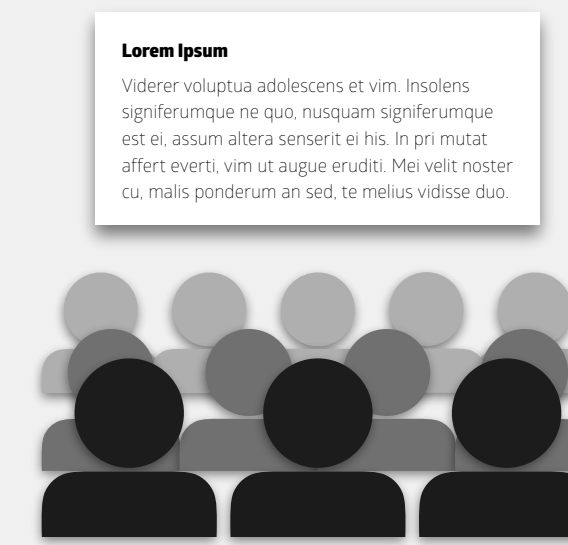 Lorem Ipsum
Viderer voluptua adolescens et vim. Insolens
signiferumque ne quo, nusquam signiferumque
est ei, assum altera senserit ei his. In pri mutat
affert everti, vim ut augue eruditi. Mei velit noster
cu, malis ponderum an sed, te melius vidisse duo.